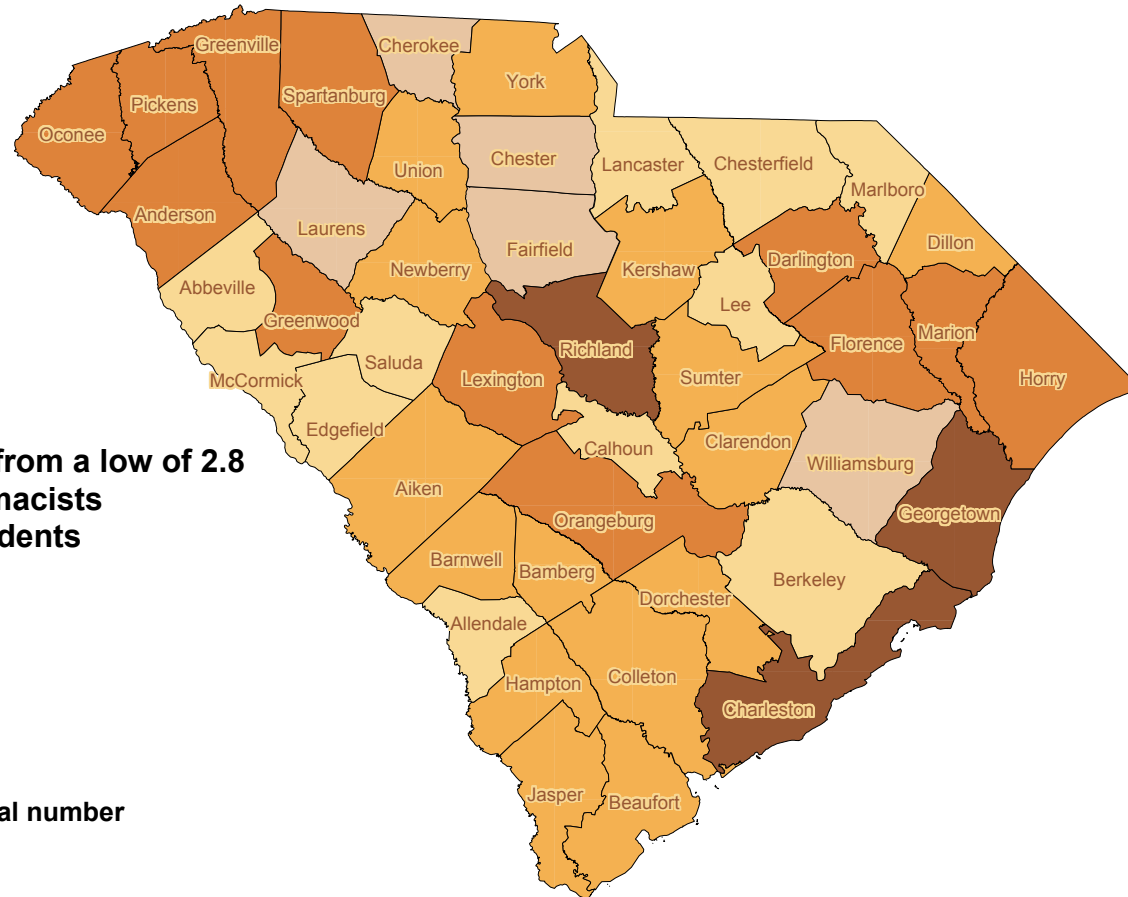 Greenville
Cherokee
York
Pickens
Spartanburg
Oconee
Union
Chester
Lancaster
Chesterfield
Marlboro
Anderson
Laurens
Fairfield
Dillon
Newberry
Kershaw
Darlington
Abbeville
Lee
Greenwood
Marion
Richland
Florence
Saluda
McCormick
Lexington
Sumter
Horry
Edgefield
Calhoun
Clarendon
Williamsburg
from a low of 2.8
macists
dents
Aiken
Georgetown
Orangeburg
Barnwell
Bamberg
Berkeley
Dorchester
Allendale
Hampton
Colleton
Charleston
Jasper
Beaufort
al number